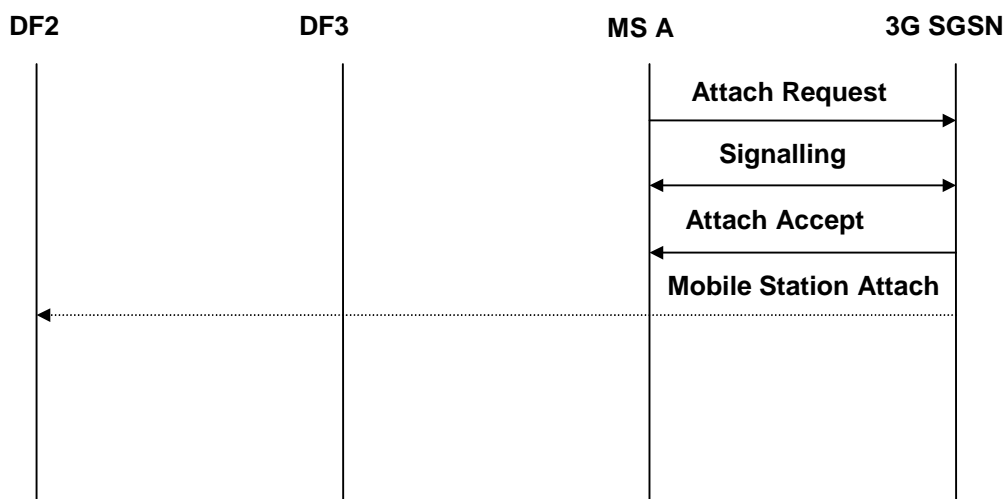 DF2 DF3 MS A 3G SGSN
Attach Request
Signalling
Attach Accept
Mobile Station Attach